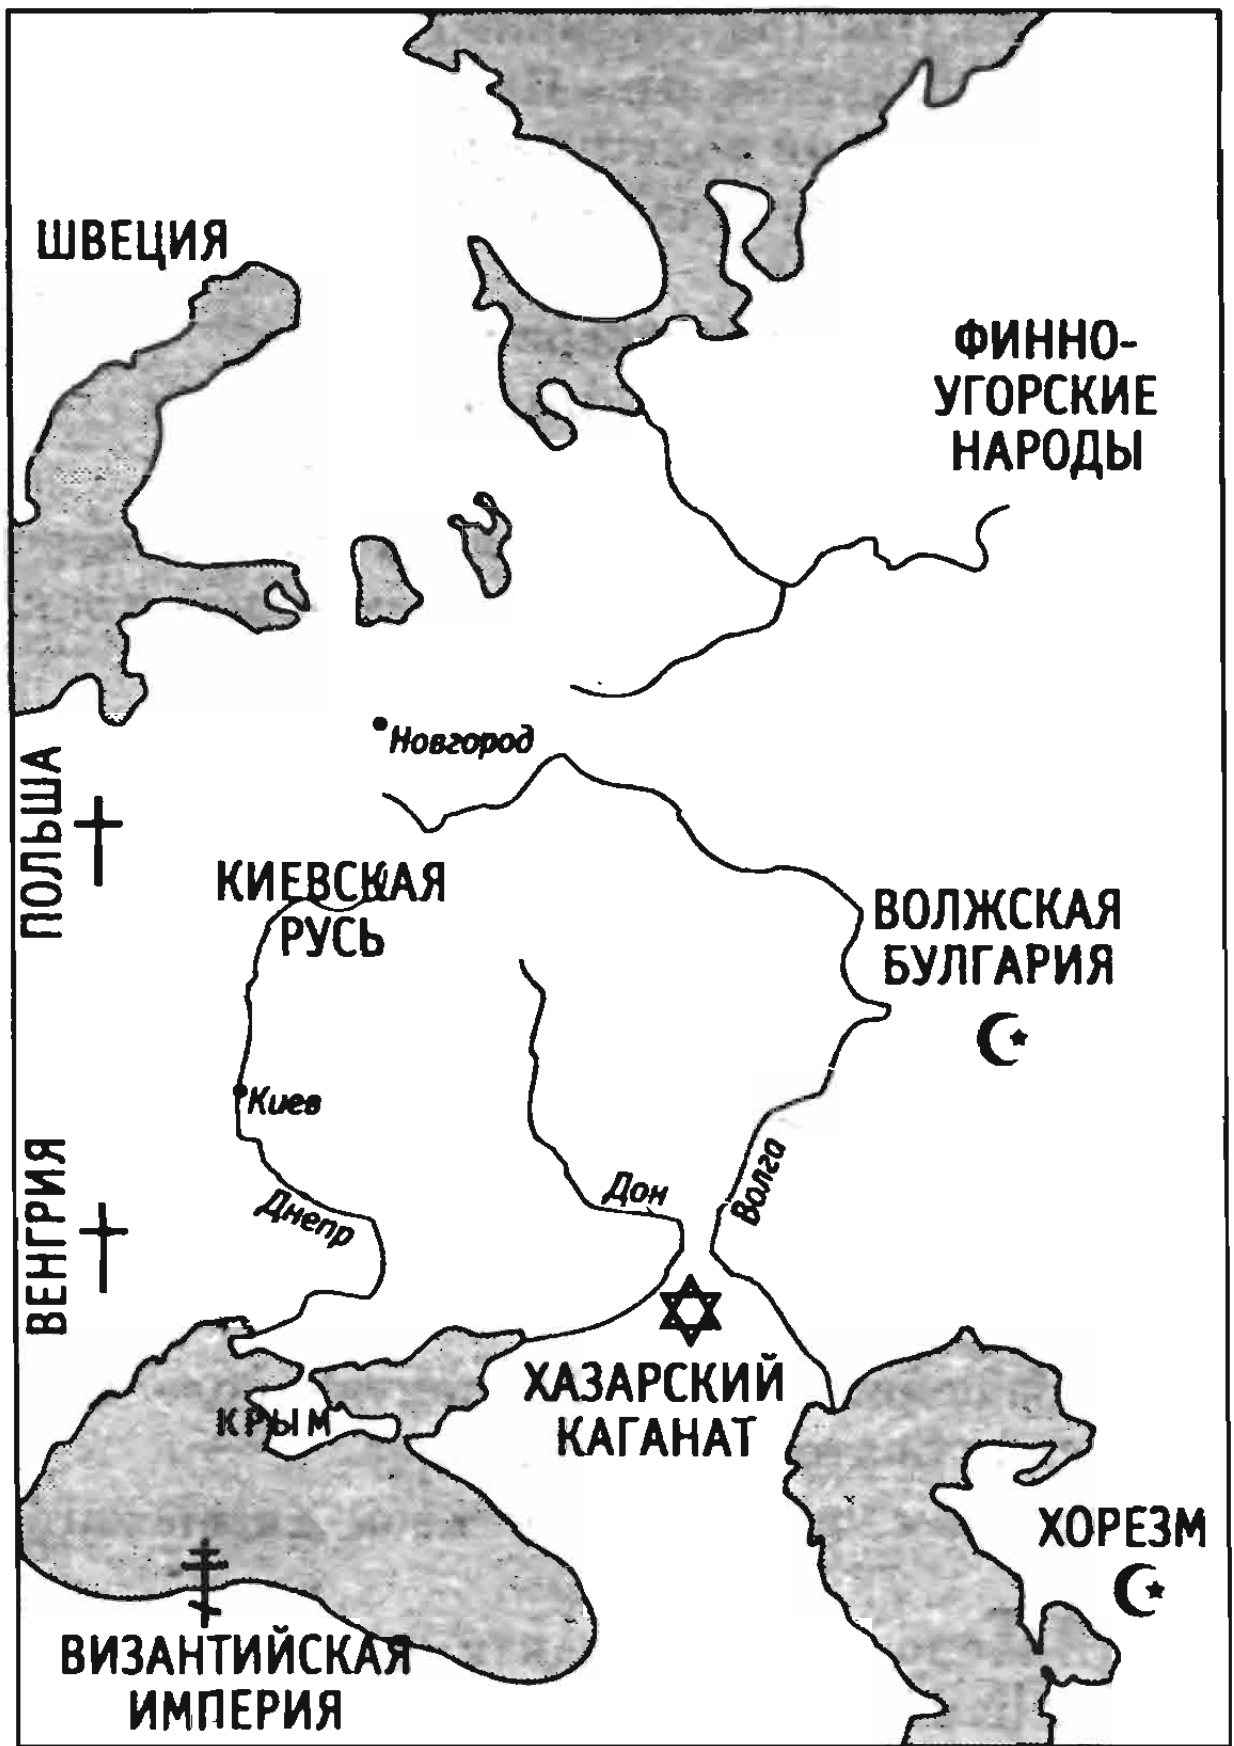 ШВЕЦИЯ
ФИННО-
УГОРСКИЕ
НАРОДЫ
Новгород
ПОЛЬША
КИЕВСКАЯ
РУСЬ
ВОЛЖСКАЯ
БУЛГАРИЯ
Киев
ВЕНГРИЯ
Днепр
Дон
Волга
ХАЗАРСКИЙ
КАГАНАТ
КРЫМ
ХОРЕЗМ
ВИЗАНТИЙСКАЯ
ИМПЕРИЯ